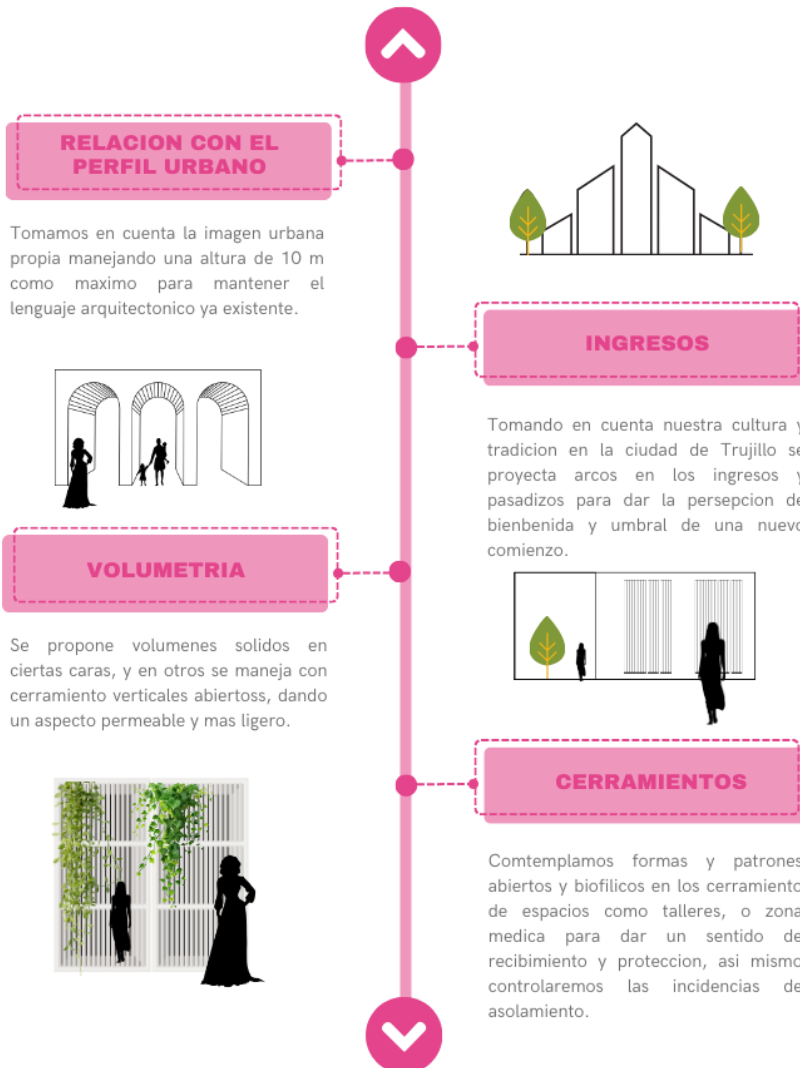 RELACION CON EL
PERFIL URBANO
Tomamos en cuenta la imagen urbana
propia manejando una altura de 10 m
como maximo para mantener el
lenguaje arquitectonico ya existente.
INGRESOS
Tomando en cuenta nuestra cultura y
tradicion en la ciudad de Trujillo se
proyecta arcos en los ingresos y
pasadizos para dar la persepcion de
bienbenida y umbral de una nuevo
comienzo.
VOLUMETRIA
Se propone volumenes solidos en
ciertas caras, y en otros se maneja con
cerramiento verticales abiertoss, dando
un aspecto permeable y mas ligero.
CERRAMIENTOS
Comtemplamos formas y patrones
abiertos y biofilicos en los cerramiento
de espacios como talleres, o zona
medica para dar un sentido de
recibimiento y proteccion, asi mismo
controlaremos las incidencias de
asolamiento.